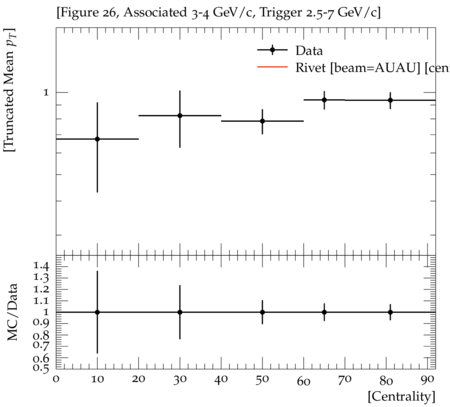 [Figure 26, Associated 3-4 GeV/c, Trigger 2.5-7 GeV/c]
[Truncated Mean pT]
1
Data
Rivet [beam=AUAU] [cen
MC/Data
1.4
1.3
1.2
1.1
1
0.9
0.8
0.7
0.6
0.5
0 10 20 30 40 50 60 70 80 90
[Centrality]